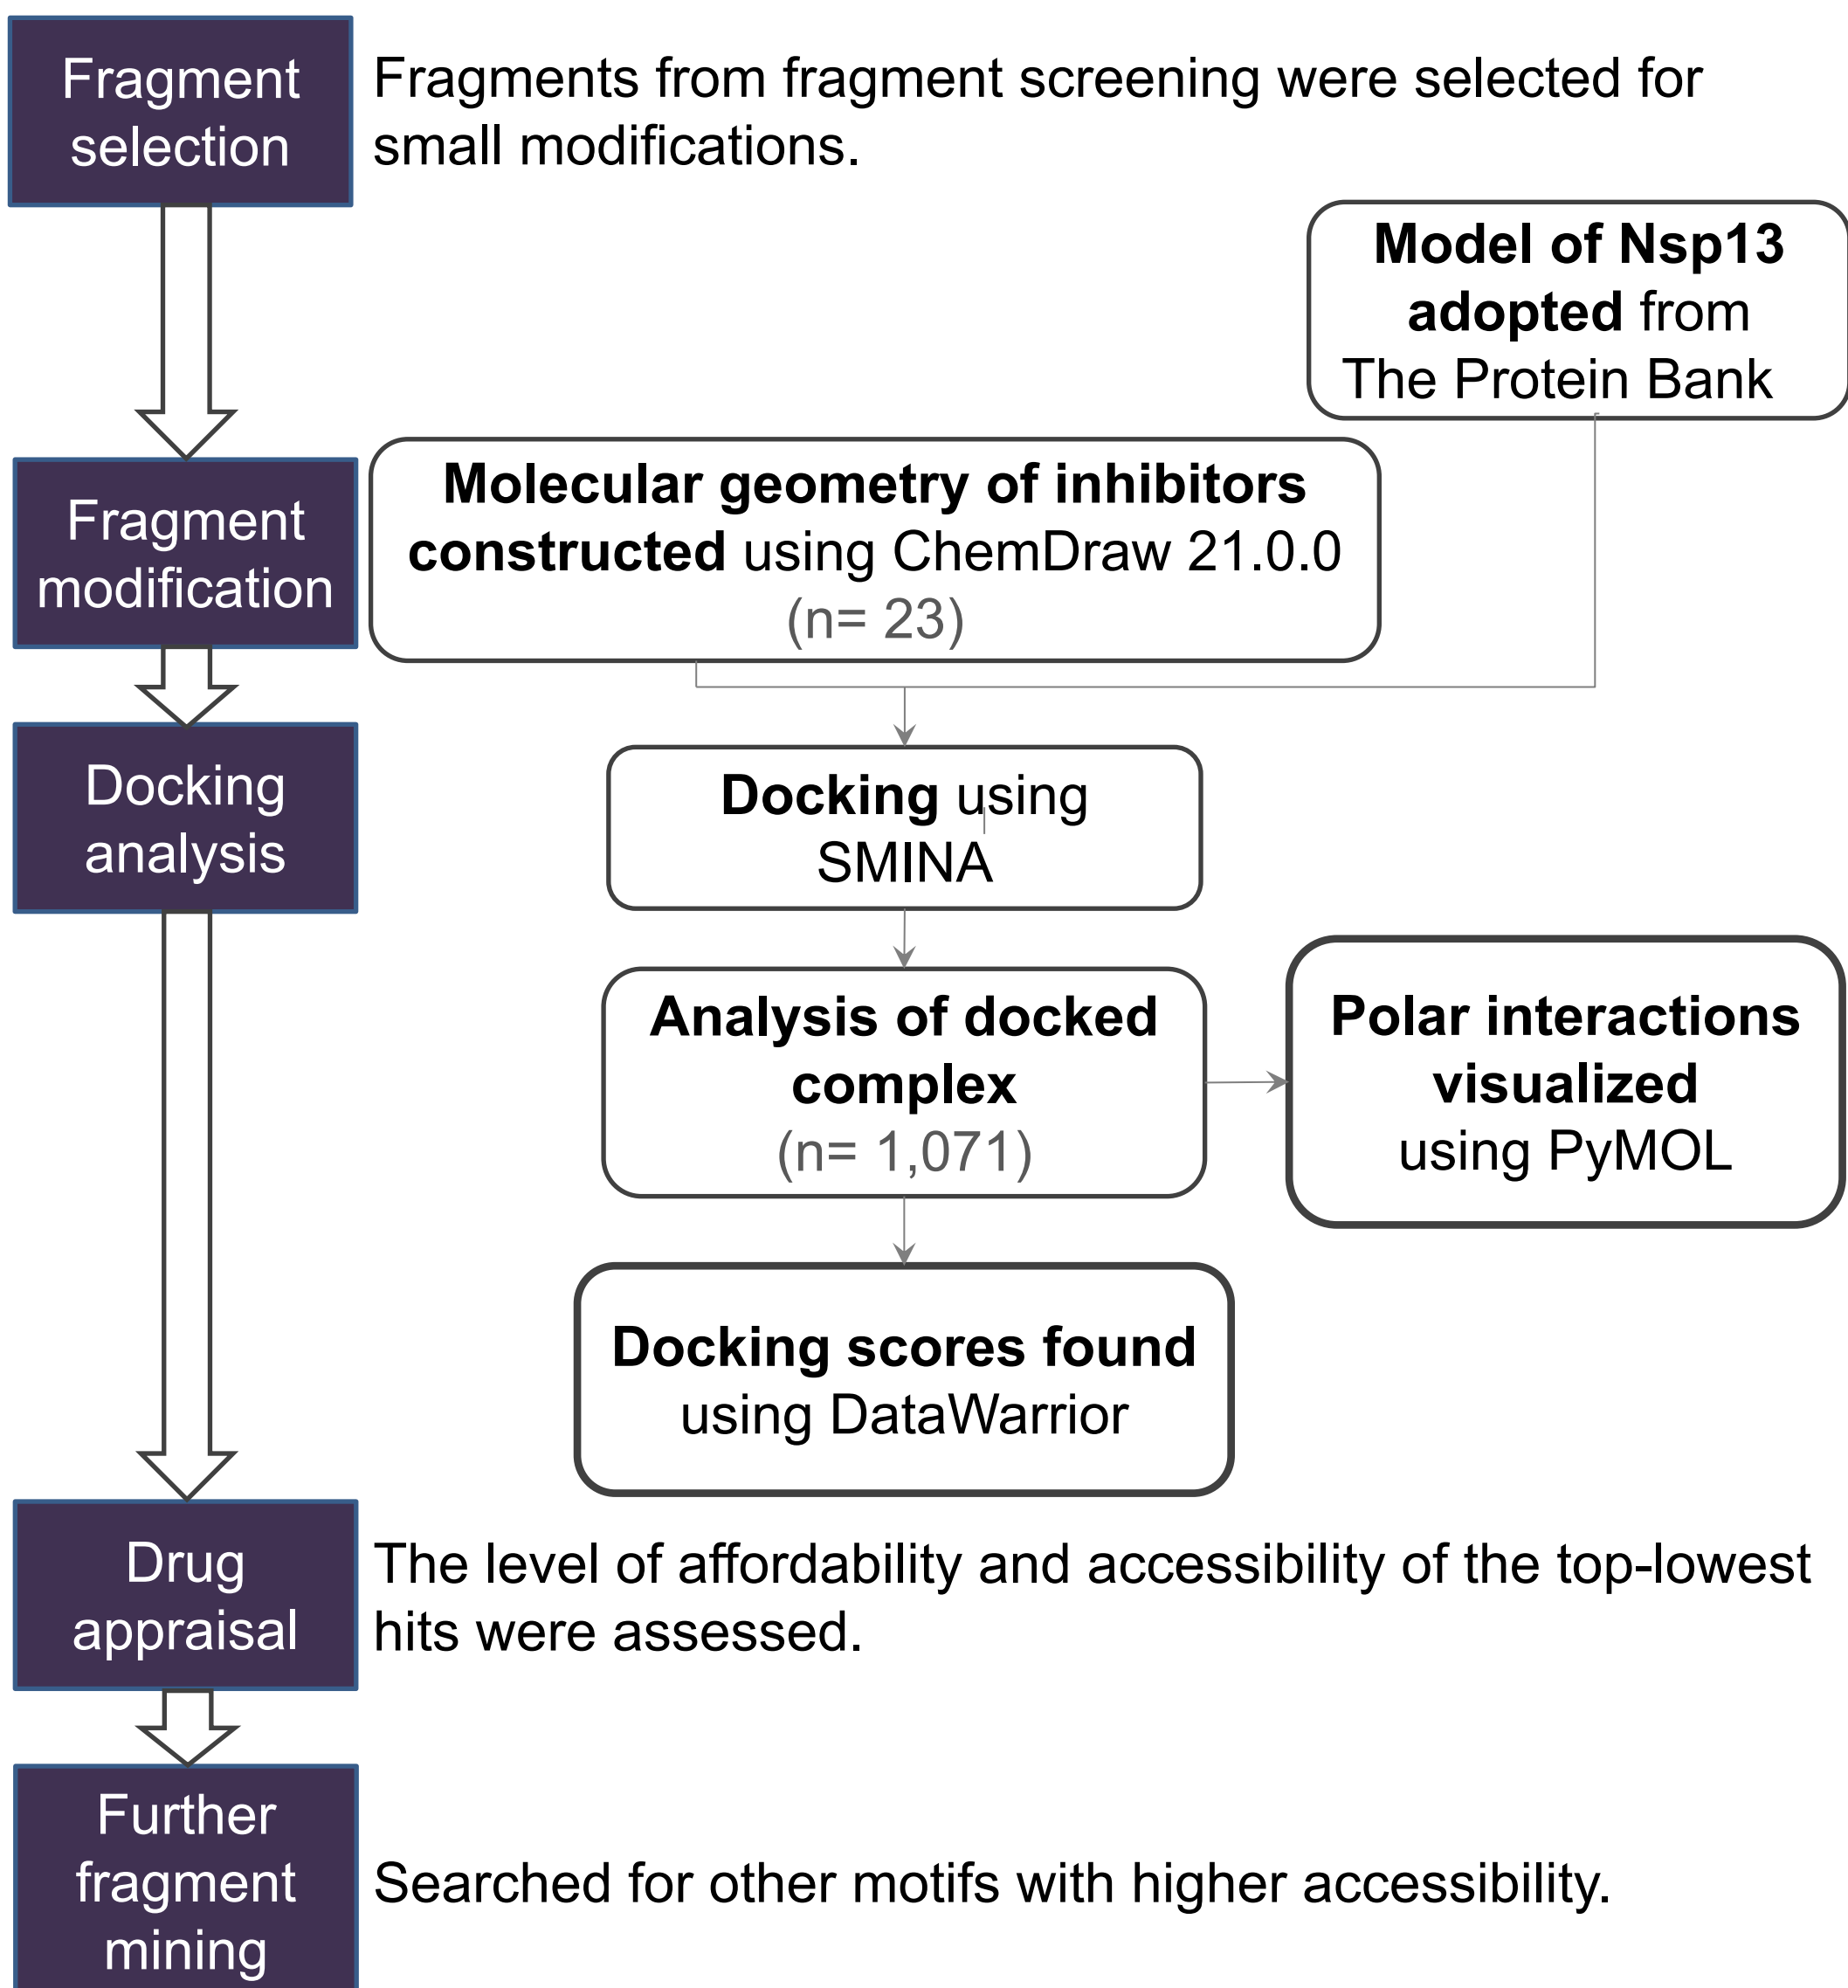 Fragment
selection
Fragments from fragment screening were selected for
small modifications.
Model of Nsp13
adopted from
The Protein Bank
Fragment
modification
Molecular geometry of inhibitors
constructed using ChemDraw 21.0.0
(n= 23)
Docking
analysis
Docking using
SMINA
Analysis of docked
complex
(n= 1,071)
Polar interactions
visualized
using PyMOL
Docking scores found
using DataWarrior
Drug
appraisal
The level of affordability and accessibility of the top-lowest
hits were assessed.
Further
fragment
mining
Searched for other motifs with higher accessibility.